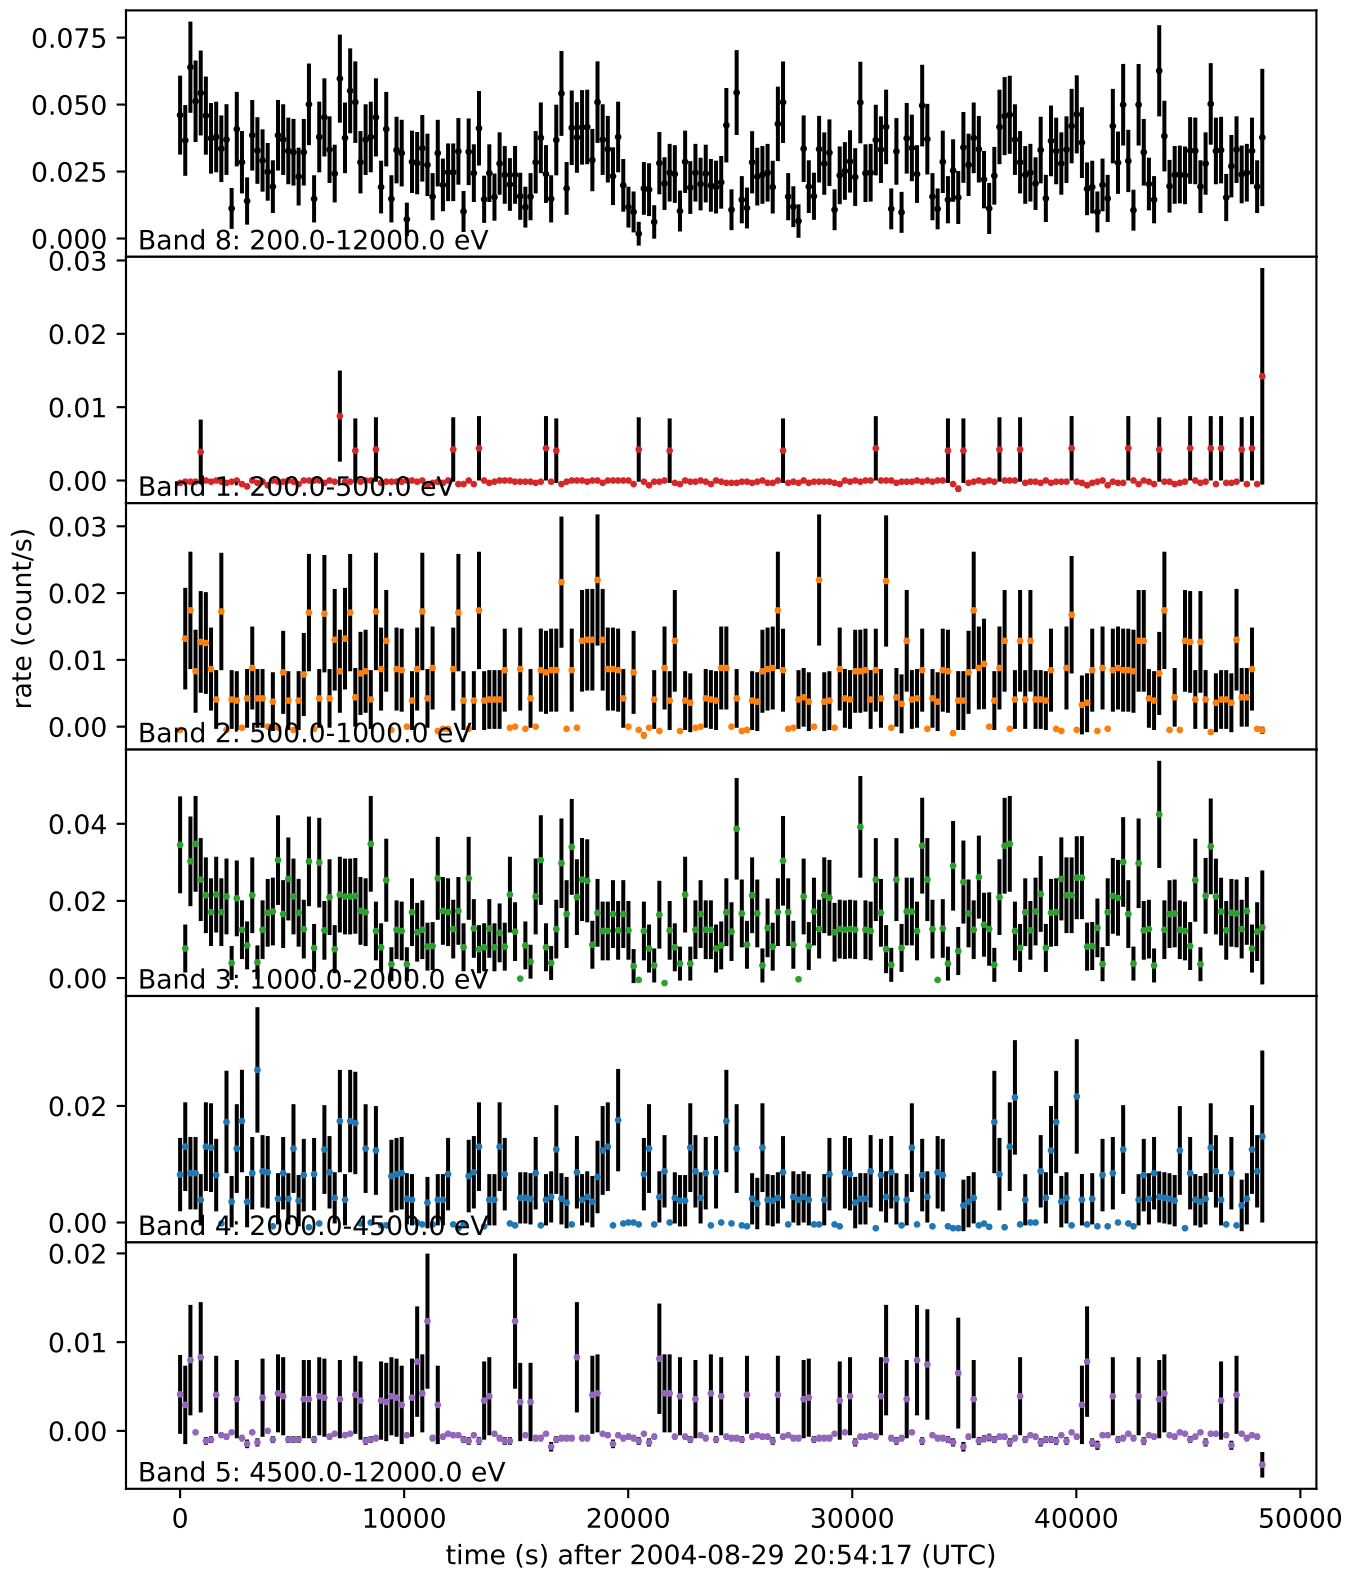 0.075
0.050
0.025
0.000
Band 8: 200.0-12000.0 eV
0.03
0.02
0.01
0.00
Band 1: 200.0-500.0 eV
rate (count/s)
0.03
0.02
0.01
0.00
Band 2: 500.0-1000.0 eV
0.04
0.02
0.00
Band 3: 1000.0-2000.0 eV
0.02
0.00
Band 4: 2000.0-4500.0 eV
0.02
0.01
0.00
Band 5: 4500.0-12000.0 eV
0 10000 20000 30000 40000 50000
time (s) after 2004-08-29 20:54:17 (UTC)